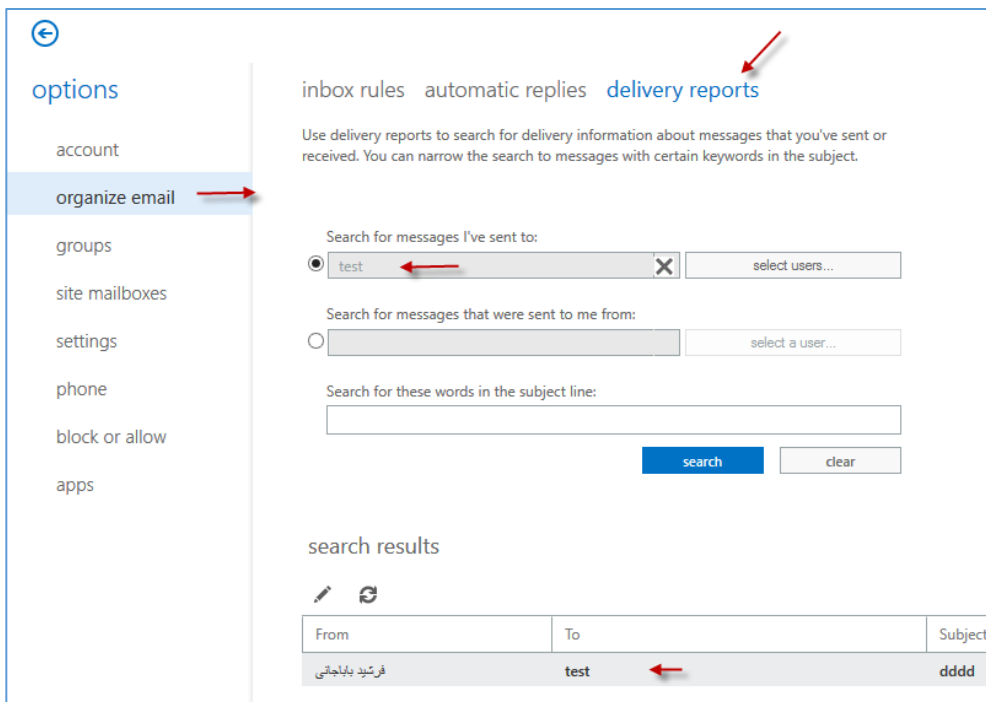 options
account
organize email
groups
site mailboxes
settings
phone
block or allow
apps
inbox rules automatic replies delivery reports
Use delivery reports to search for delivery information about messages that you've sent or
received. You can narrow the search to messages with certain keywords in the subject.
Search for messages I've sent to:
test select users...
Search for messages that were sent to me from:
select a user...
Search for these words in the subject line:
search clear
search results
From To Subject
فرشید باباجانی test dddd